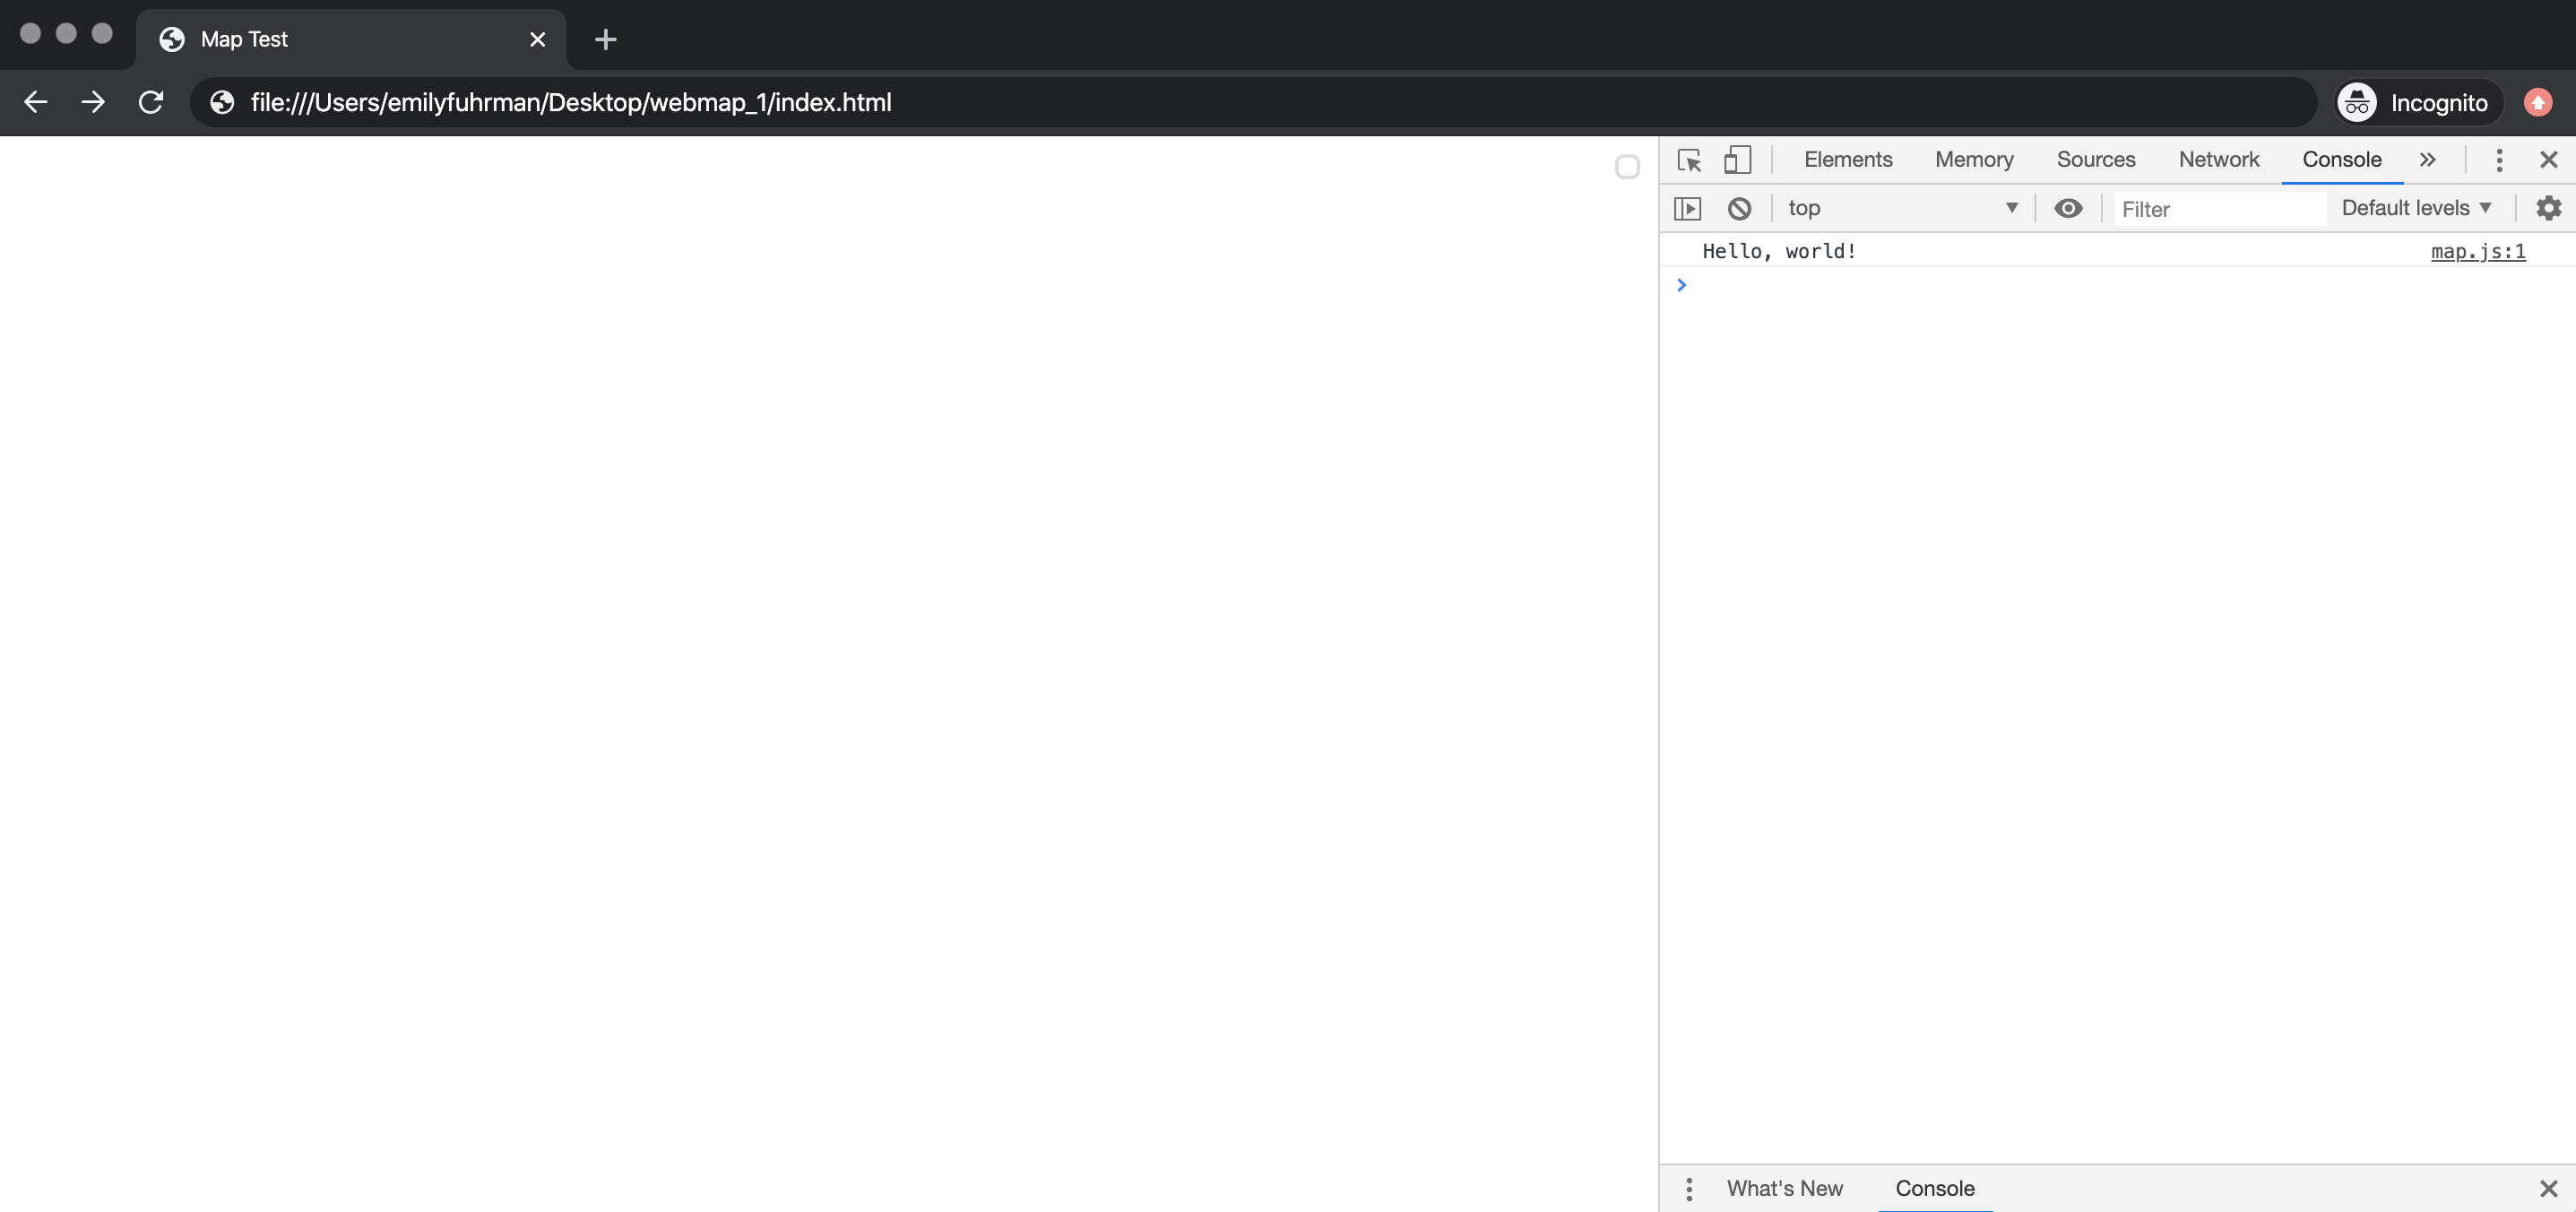 Map Test
file:///Users/emilyfuhrman/Desktop/webmap_1/index.html
Incognito
Elements Memory Sources Network Console
top Filter Default levels
Hello, world! map.js:1
What's New Console